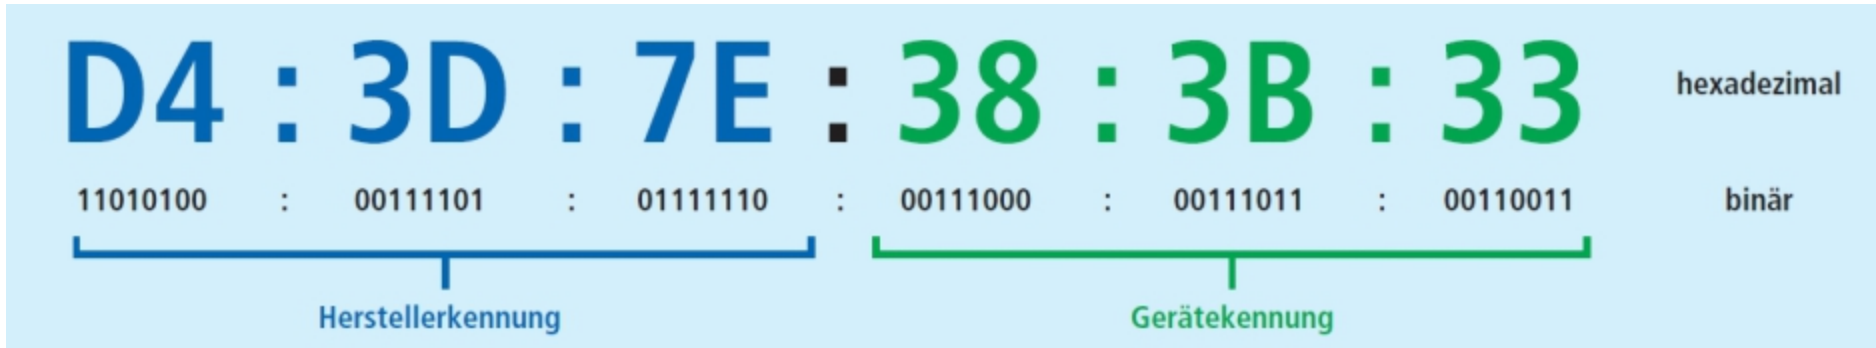 D4 : 3D : 7E : 38 : 3B : 33 hexadezimal
11010100 : 00111101 : 01111110 : 00111000 : 00111011 : 00110011 binär
Herstellerkennung Gerätekennung